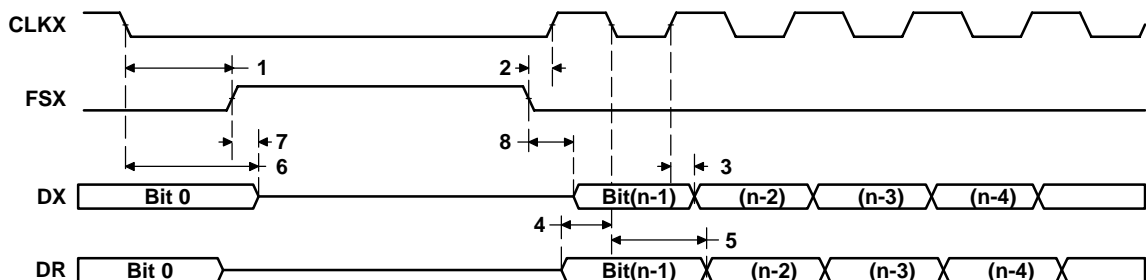 CLKX
1 2
FSX
7 8
6 3
DX Bit 0 Bit(n-1) (n-2) (n-3) (n-4)
4 5
DR Bit 0 Bit(n-1) (n-2) (n-3) (n-4)